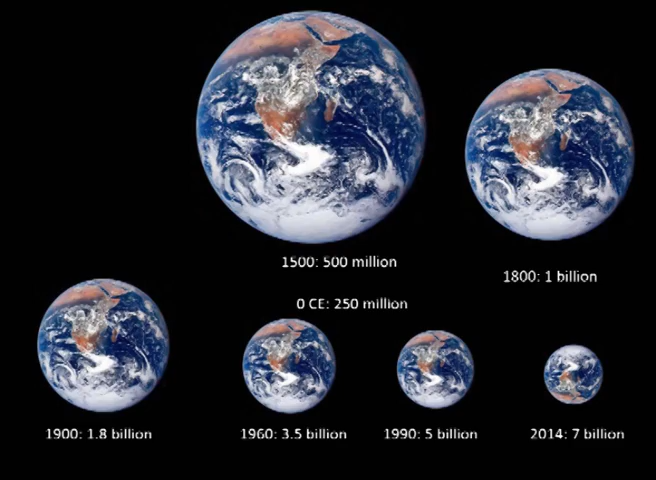 1500: 500 million
1800: 1 billion
0 CE: 250 million
1900: 1.8 billion
1960: 3.5 billion
1990: 5 billion
2014: 7 billion